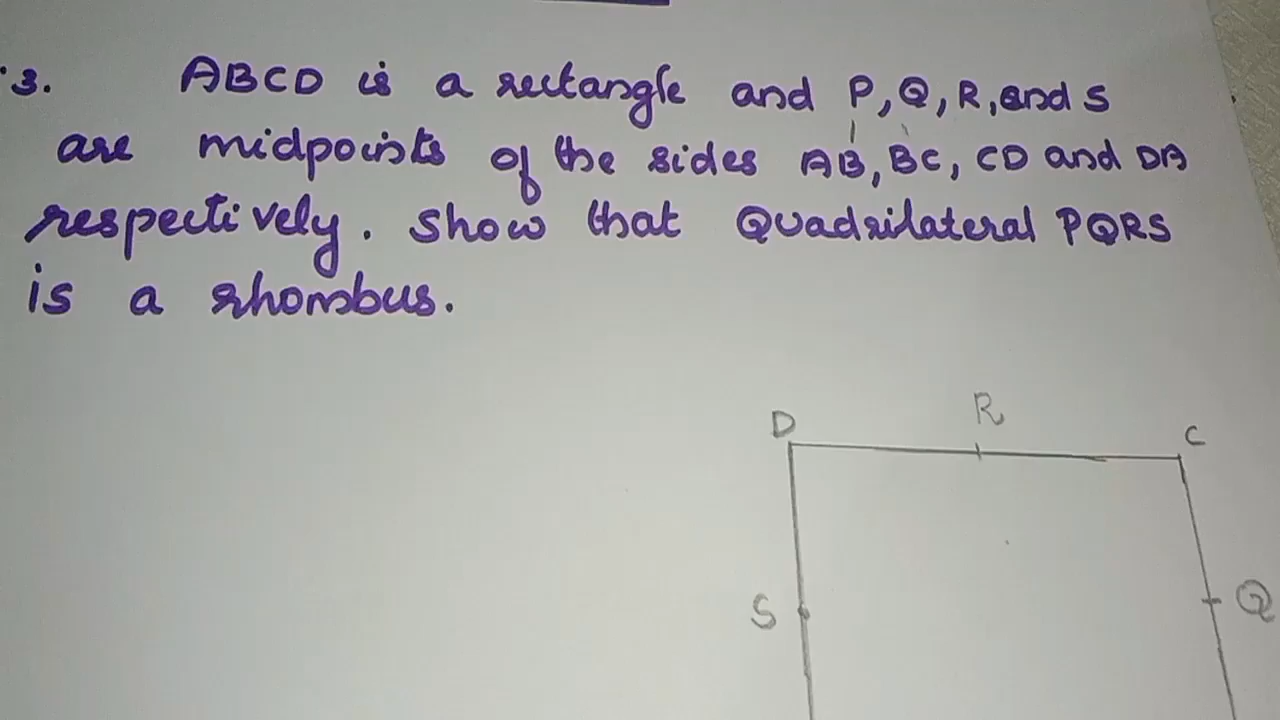 3. ABCD is a rectangle and P, Q, R, and S
are midpoints of the sides AB, BC, CD and DA
respectively. Show that Quadrilateral PQRS
is a rhombus.
R
D
C
S
Q